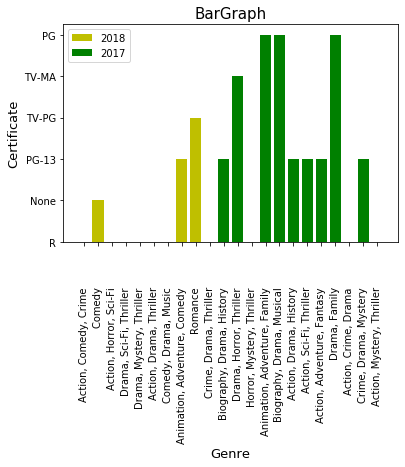 BarGraph
2018
2017
Certificate
PG
TV-MA
TV-PG
PG-13
None
R
Action, Comedy, Crime
Comedy
Action, Horror, Sci-Fi
Drama, Sci-Fi, Thriller
Drama, Mystery, Thriller
Action, Drama, Thriller
Comedy, Drama, Music
Animation, Adventure, Comedy
Romance
Crime, Drama, Thriller
Biography, Drama, History
Drama, Horror, Thriller
Horror, Mystery, Thriller
Animation, Adventure, Family
Biography, Drama, Musical
Action, Drama, History
Action, Sci-Fi, Thriller
Action, Adventure, Fantasy
Drama, Family
Action, Crime, Drama
Crime, Drama, Mystery
Action, Mystery, Thriller
Genre